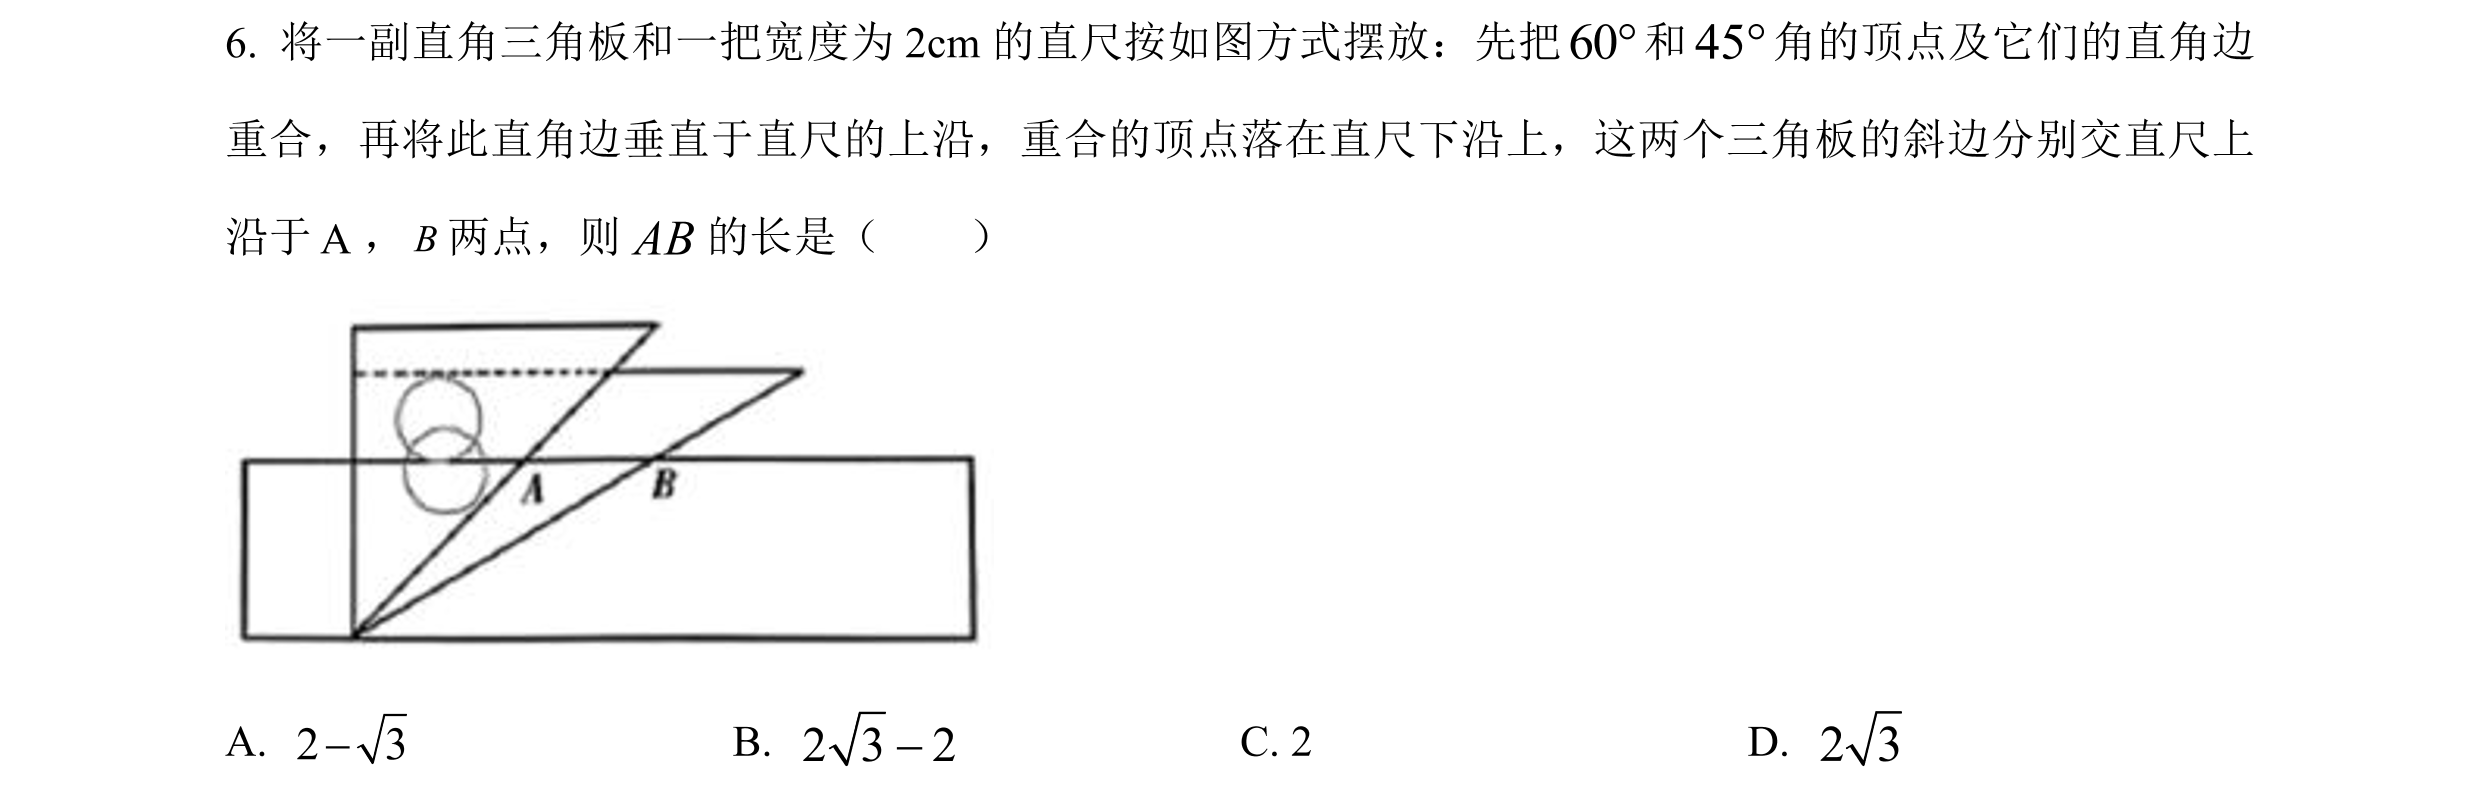 6. 将一副直角三角板和一把宽度为 2cm 的直尺按如图方式摆放：先把 60° 和 45° 角的顶点及它们的直角边
重合，再将此直角边垂直于直尺的上沿，重合的顶点落在直尺下沿上，这两个三角板的斜边分别交直尺上
沿于 A ， B 两点，则 AB 的长是（　　）
A B
A. 2−√3 B. 2√3−2 C. 2 D. 2√3